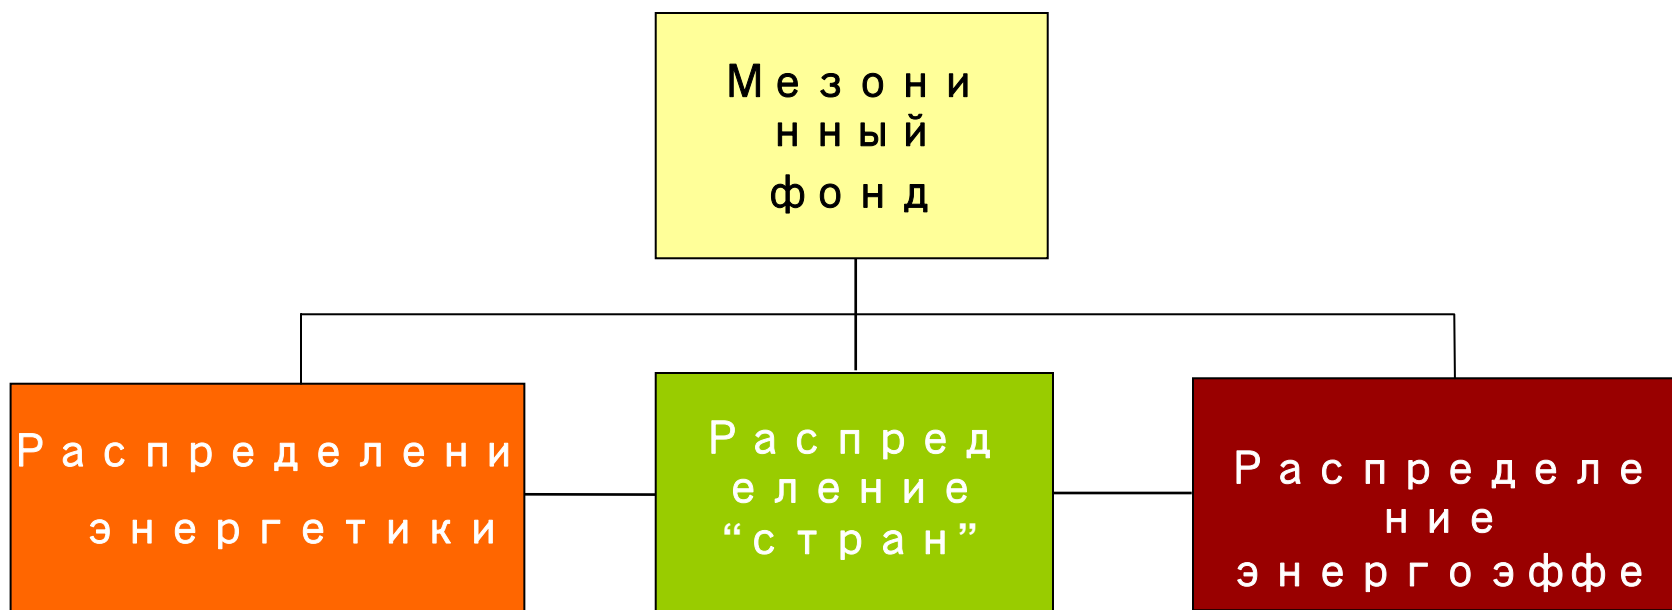 Мезони
нный
фонд
Распределени
энергетики
Распред
еление
“стран”
Распределе
ние
энергоэффе